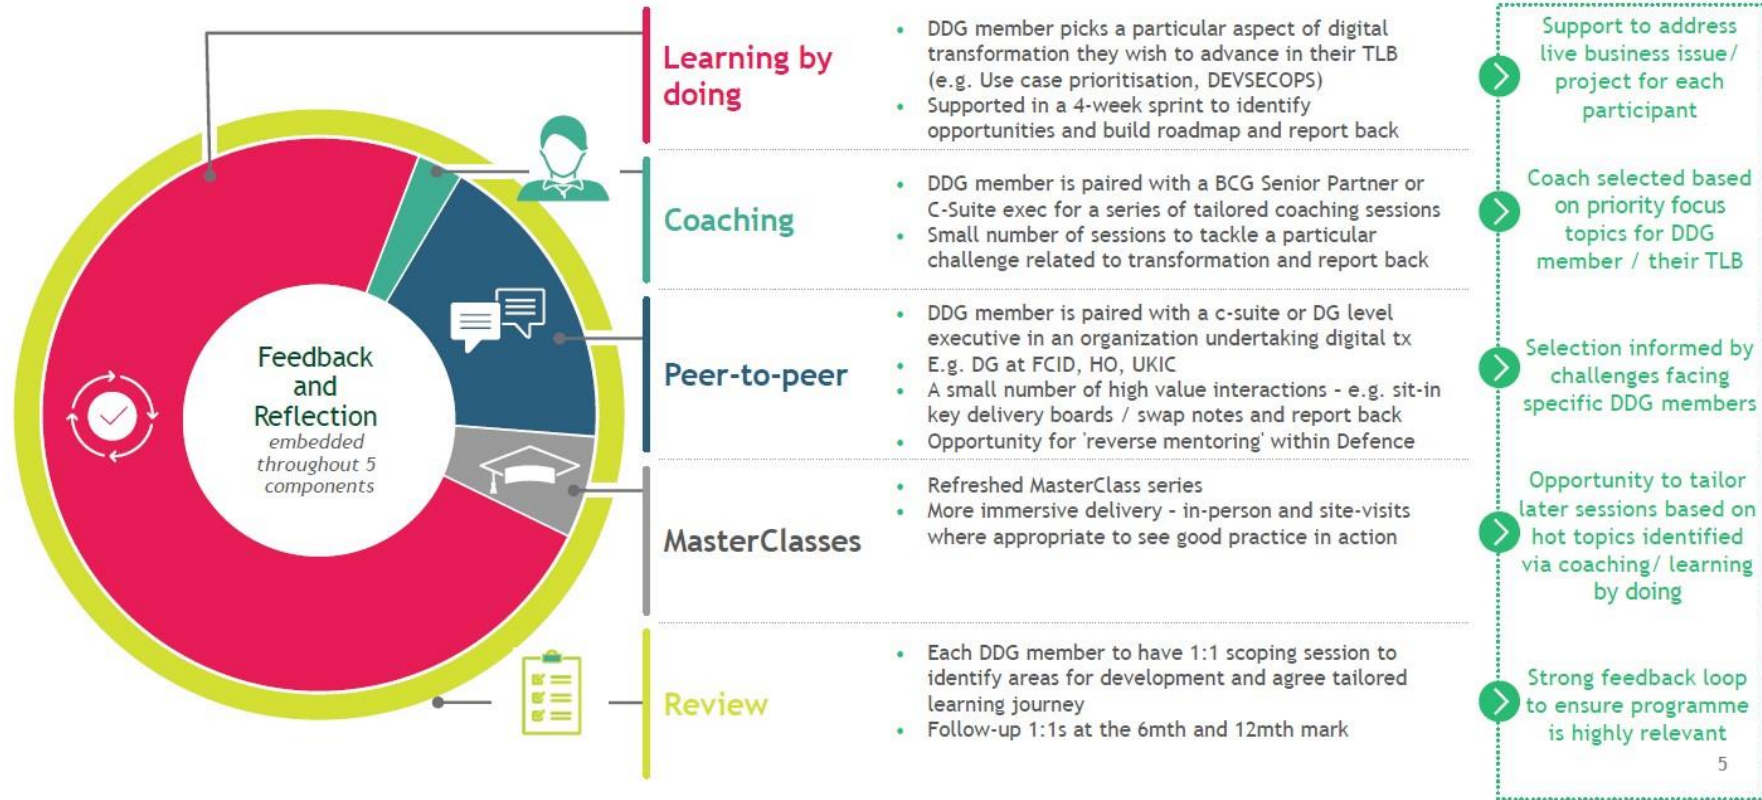 Feedback
and
Reflection
embedded
throughout 5
components
Learning by
doing
• DDG member picks a particular aspect of digital
transformation they wish to advance in their TLB
(e.g. Use case prioritisation, DEVSECOPS)
• Supported in a 4-week sprint to identify
opportunities and build roadmap and report back
Support to address
live business issue/
project for each
participant
Coaching
• DDG member is paired with a BCG Senior Partner or
C-Suite exec for a series of tailored coaching sessions
• Small number of sessions to tackle a particular
challenge related to transformation and report back
Coach selected based
on priority focus
topics for DDG
member / their TLB
Peer-to-peer
• DDG member is paired with a c-suite or DG level
executive in an organization undertaking digital tx
• E.g. DG at FCID, HO, UKIC
• A small number of high value interactions - e.g. sit-in
key delivery boards / swap notes and report back
• Opportunity for 'reverse mentoring' within Defence
Selection informed by
challenges facing
specific DDG members
MasterClasses
• Refreshed MasterClass series
• More immersive delivery - in-person and site-visits
where appropriate to see good practice in action
Opportunity to tailor
later sessions based on
hot topics identified
via coaching/ learning
by doing
Review
• Each DDG member to have 1:1 scoping session to
identify areas for development and agree tailored
learning journey
• Follow-up 1:1s at the 6mth and 12mth mark
Strong feedback loop
to ensure programme
is highly relevant
5